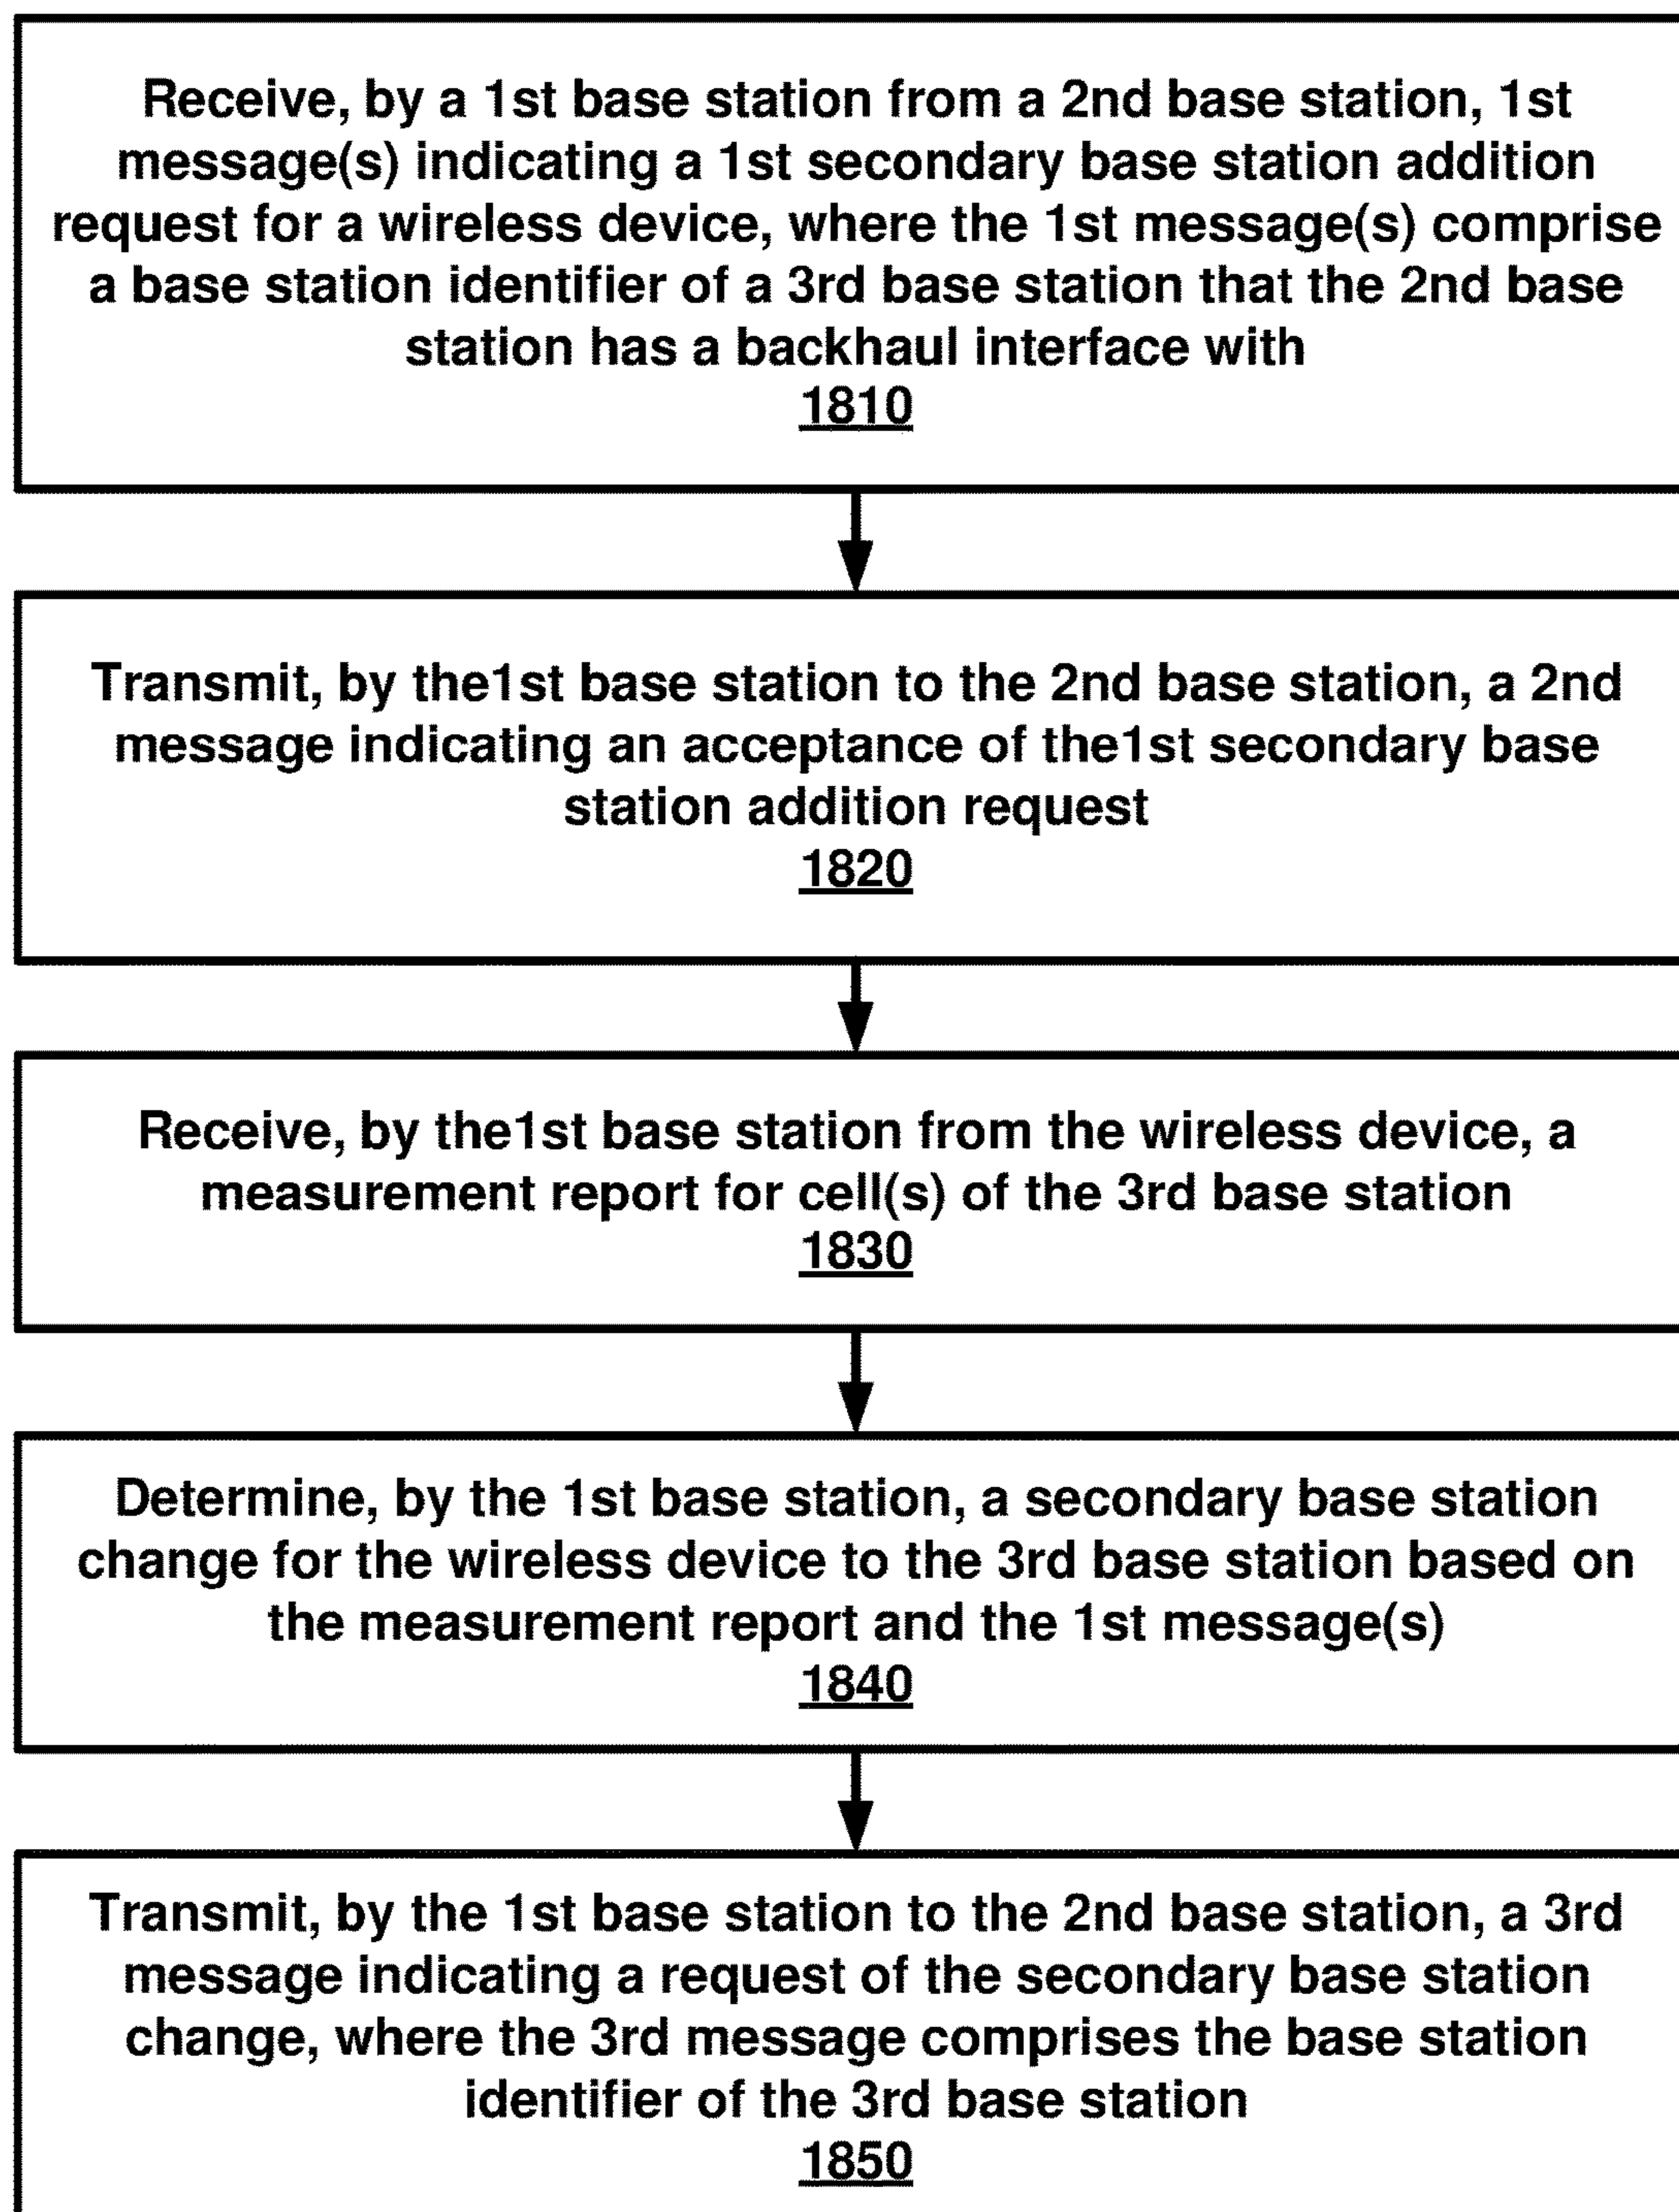 Receive, by a 1st base station from a 2nd base station, 1st
message(s) indicating a 1st secondary base station addition
request for a wireless device, where the 1st message(s) comprise
a base station identifier of a 3rd base station that the 2nd base
station has a backhaul interface with
1810
Transmit, by the1st base station to the 2nd base station, a 2nd
message indicating an acceptance of the1st secondary base
station addition request
1820
Receive, by the1st base station from the wireless device, a
measurement report for cell(s) of the 3rd base station
1830
Determine, by the 1st base station, a secondary base station
change for the wireless device to the 3rd base station based on
the measurement report and the 1st message(s)
1840
Transmit, by the 1st base station to the 2nd base station, a 3rd
message indicating a request of the secondary base station
change, where the 3rd message comprises the base station
identifier of the 3rd base station
1850